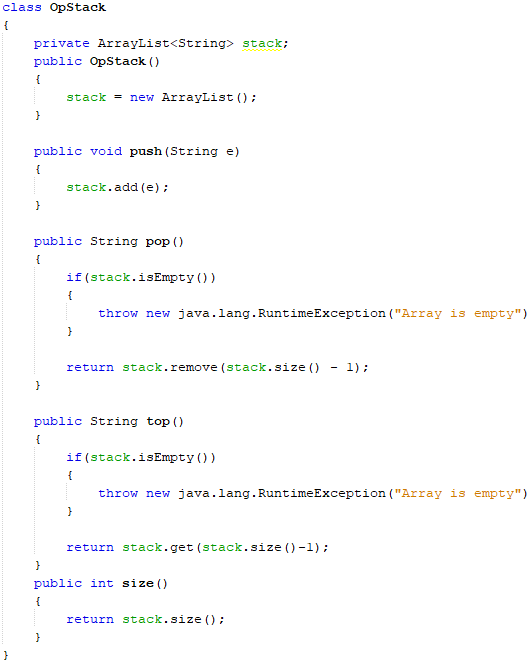 class OpStack
{
    private ArrayList<String> stack;
    public OpStack()
    {
        stack = new ArrayList();
    }

    public void push(String e)
    {
        stack.add(e);
    }

    public String pop()
    {
        if(stack.isEmpty())
        {
            throw new java.lang.RuntimeException("Array is empty")
        }

        return stack.remove(stack.size() - 1);
    }

    public String top()
    {
        if(stack.isEmpty())
        {
            throw new java.lang.RuntimeException("Array is empty")
        }

        return stack.get(stack.size()-1);
    }
    public int size()
    {
        return stack.size();
    }
}